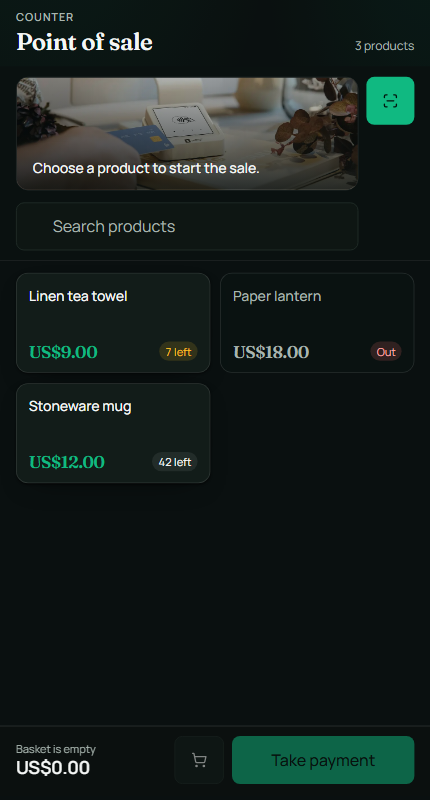 COUNTER
Point of sale
3 products
Choose a product to start the sale.
Search products
Linen tea towel
US$9.00
7 left
Paper lantern
US$18.00
Out
Stoneware mug
US$12.00
42 left
Basket is empty
US$0.00
Take payment